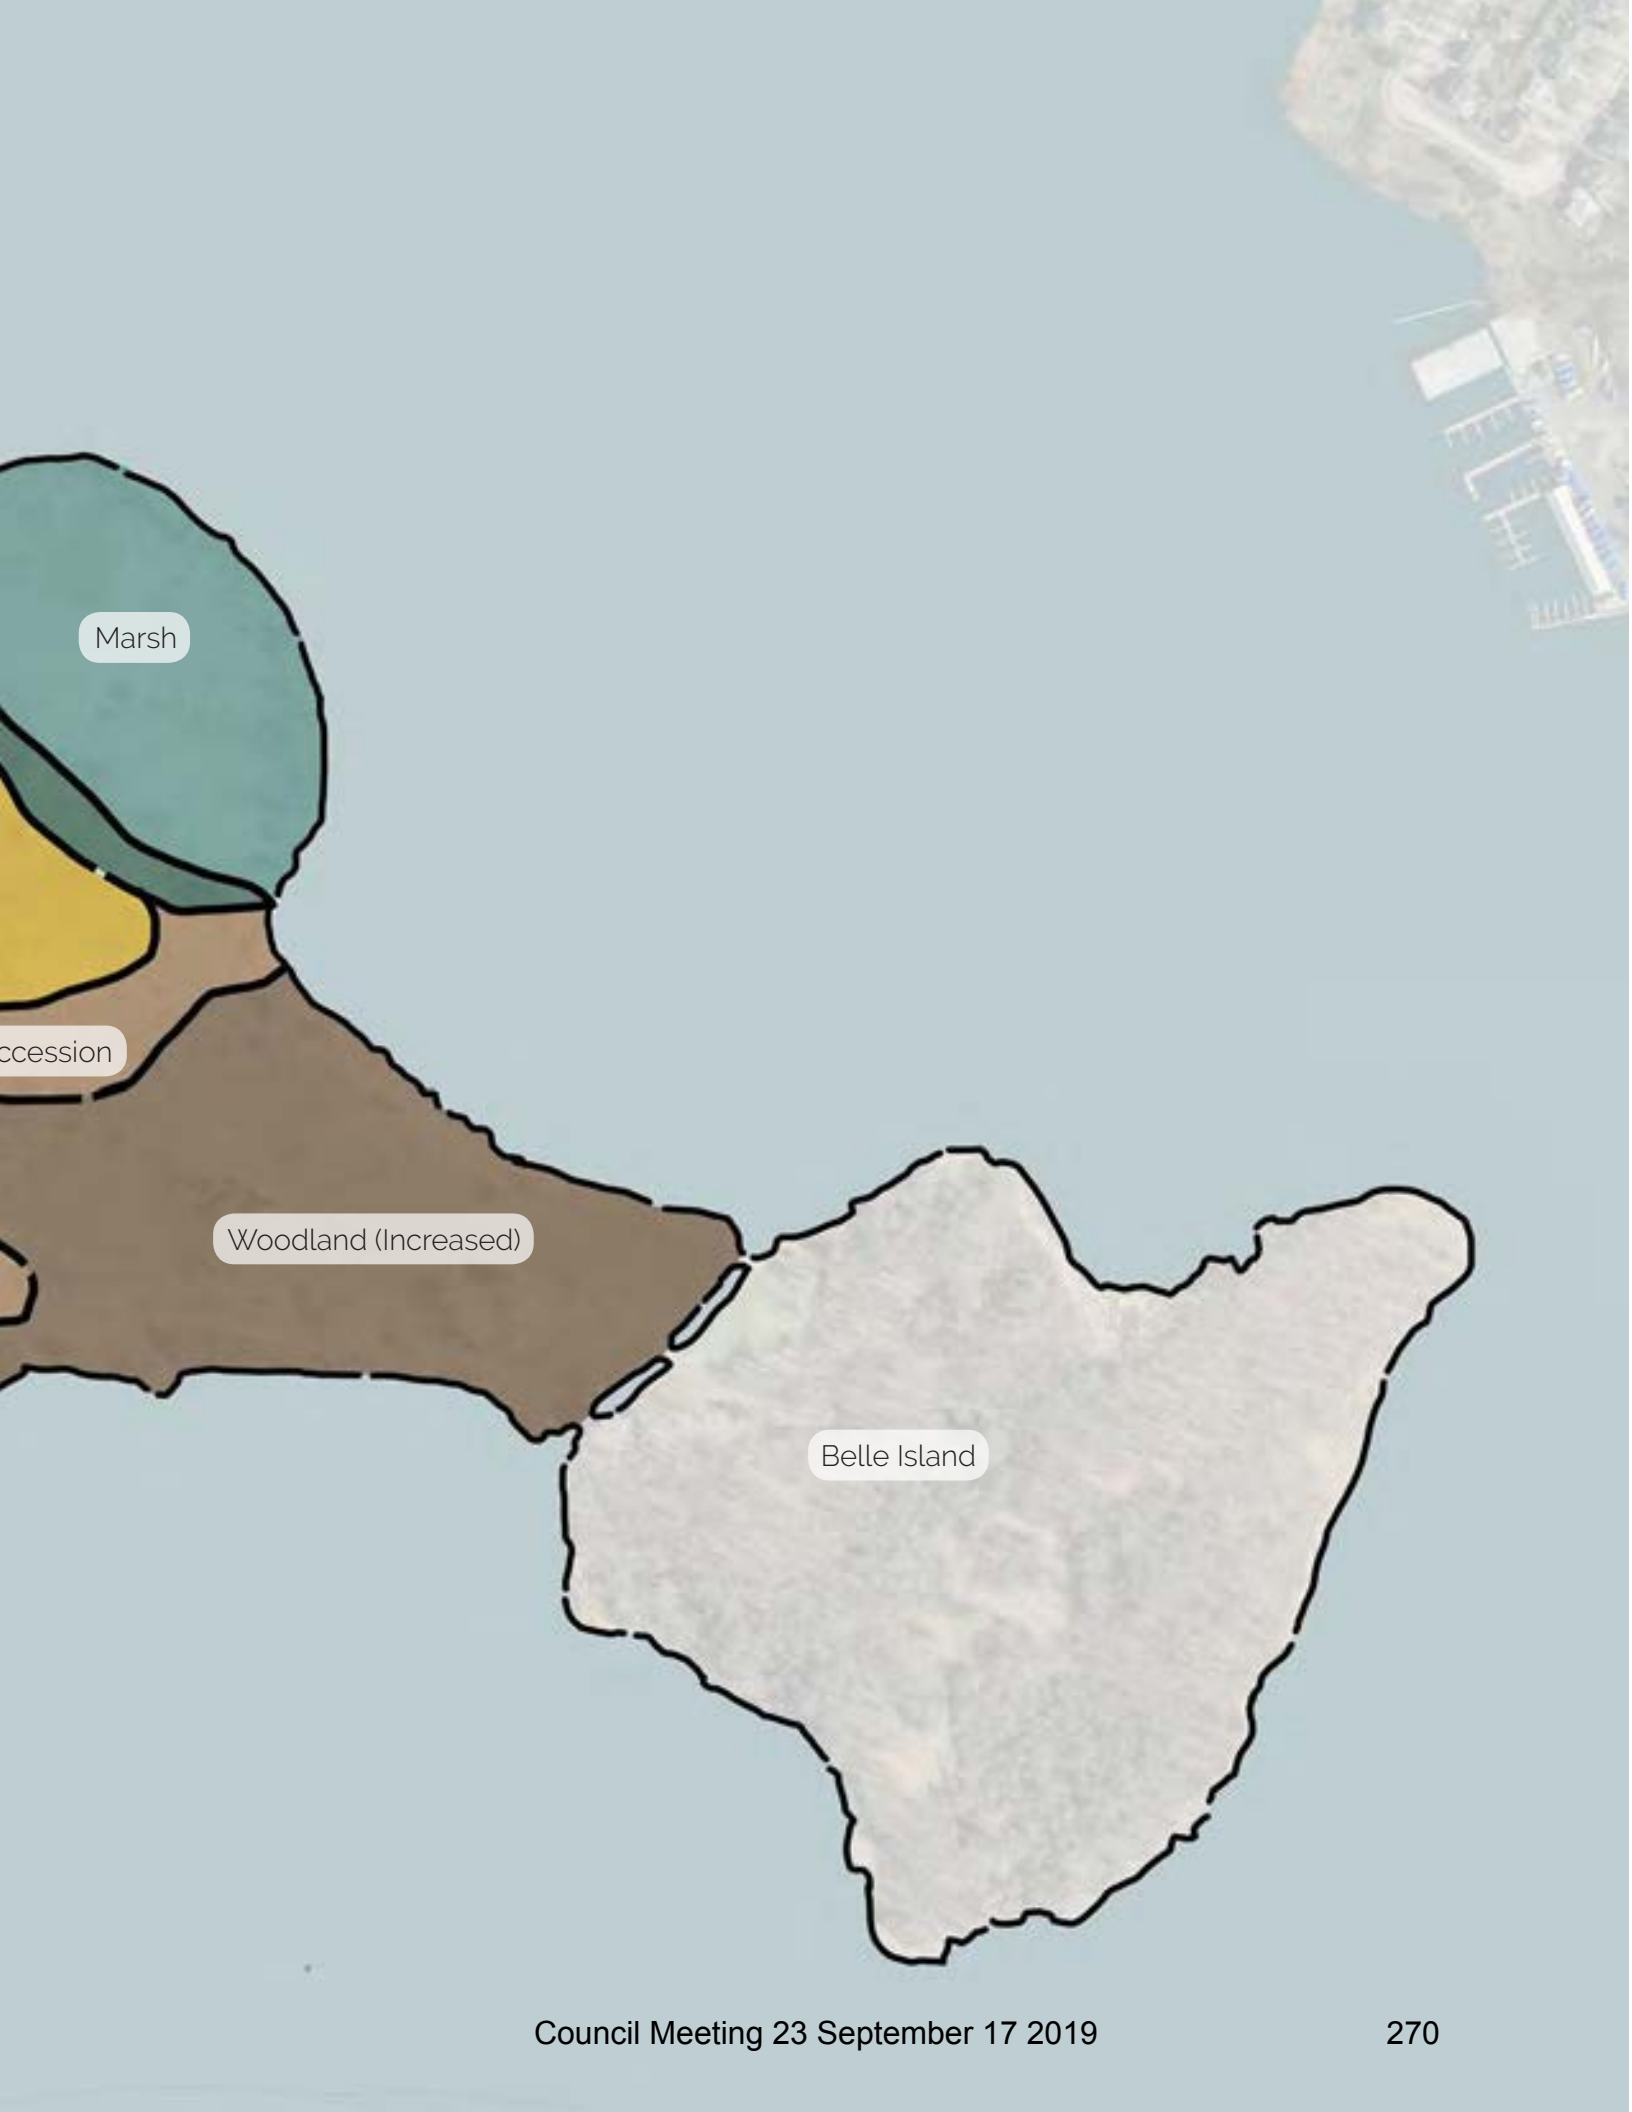 Marsh
ccession
Woodland (Increased)
Belle Island
Council Meeting 23 September 17 2019
270